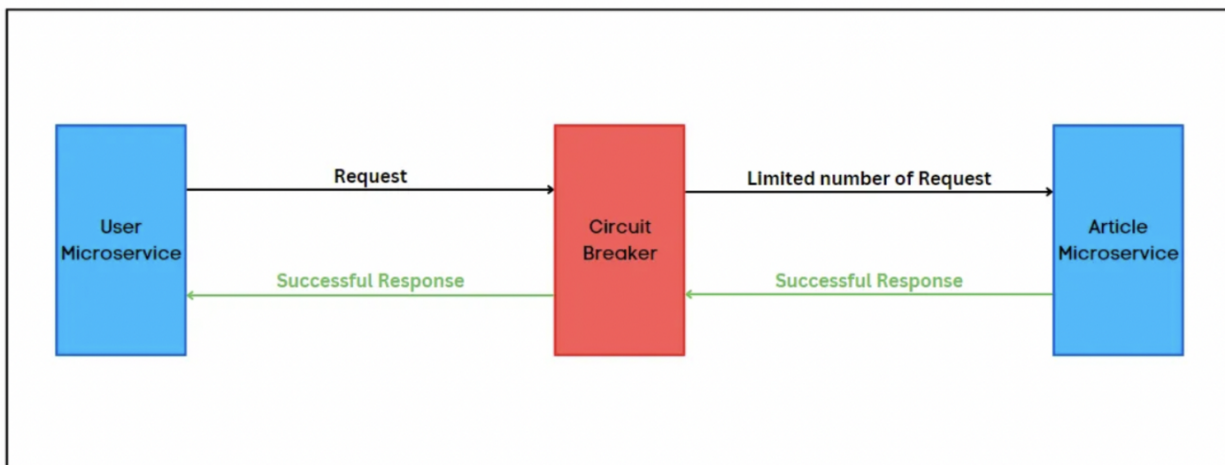 Request
Limited number of Request
User
Microservice
Circuit
Breaker
Article
Microservice
Successful Response
Successful Response